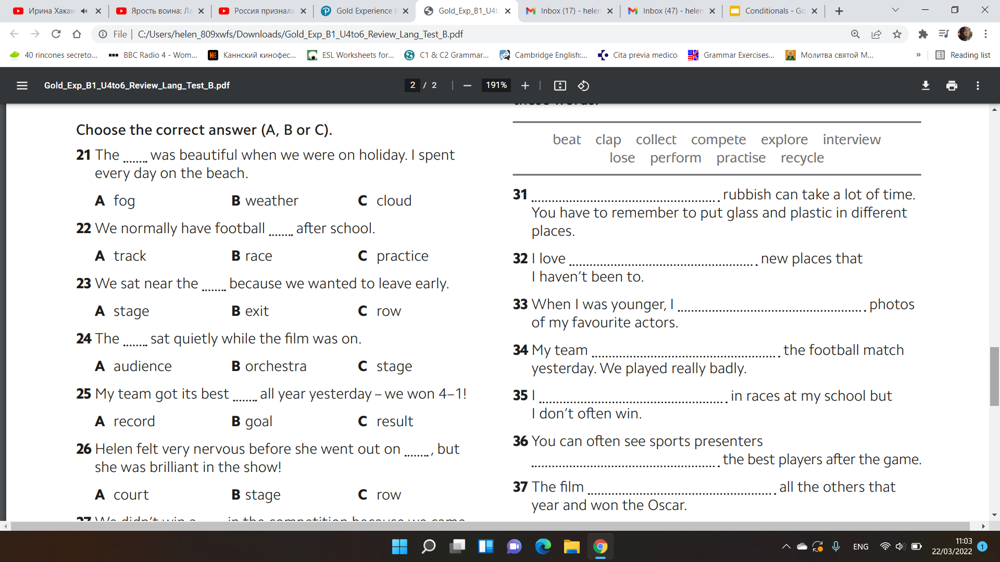 Ирина Хакам
Ярость воина: Ла
Россия признала
Gold Experience B
Gold_Exp_B1_U4t
Inbox (17) - helen
Inbox (47) - helen
Conditionals - Go
File
C:/Users/helen_809xwfs/Downloads/Gold_Exp_B1_U4to6_Review_Lang_Test_B.pdf
40 rincones secreto...
BBC Radio 4 - Wom...
Каннский кинофес...
ESL Worksheets for...
C1 & C2 Grammar...
Cambridge English:...
Cita previa medico
Grammar Exercises...
Молитва святой М...
»
Reading list
Gold_Exp_B1_U4to6_Review_Lang_Test_B.pdf
2 / 2
191%
Choose the correct answer (A, B or C).
21 The ....... was beautiful when we were on holiday. I spent
every day on the beach.
A fog B weather C cloud
22 We normally have football ....... after school.
A track B race C practice
23 We sat near the ....... because we wanted to leave early.
A stage B exit C row
24 The ....... sat quietly while the film was on.
A audience B orchestra C stage
25 My team got its best ....... all year yesterday – we won 4–1!
A record B goal C result
26 Helen felt very nervous before she went out on ....... , but
she was brilliant in the show!
A court B stage C row
27 We didn't win a ....... in the competition because we came
these words.
beat clap collect compete explore interview
lose perform practise recycle
31 ................................................ rubbish can take a lot of time.
You have to remember to put glass and plastic in different
places.
32 I love ................................................ new places that
I haven't been to.
33 When I was younger, I ................................................ photos
of my favourite actors.
34 My team ................................................ the football match
yesterday. We played really badly.
35 I ................................................ in races at my school but
I don't often win.
36 You can often see sports presenters
................................................ the best players after the game.
37 The film ................................................ all the others that
year and won the Oscar.
ENG
11:03
22/03/2022
1